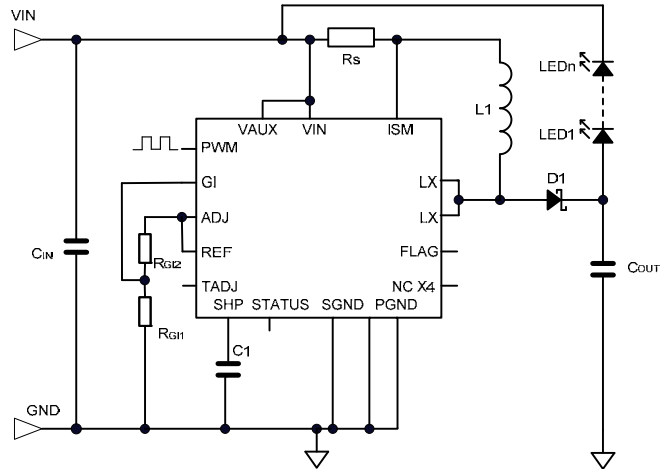 VIN
Rs
LEDn
L1
LED1
VAUX
VIN
ISM
PWM
GI
LX
D1
ADJ
LX
REF
FLAG
CIN
RGI2
COUT
TADJ
NC X4
SHP
STATUS
SGND
PGND
RGI1
C1
GND